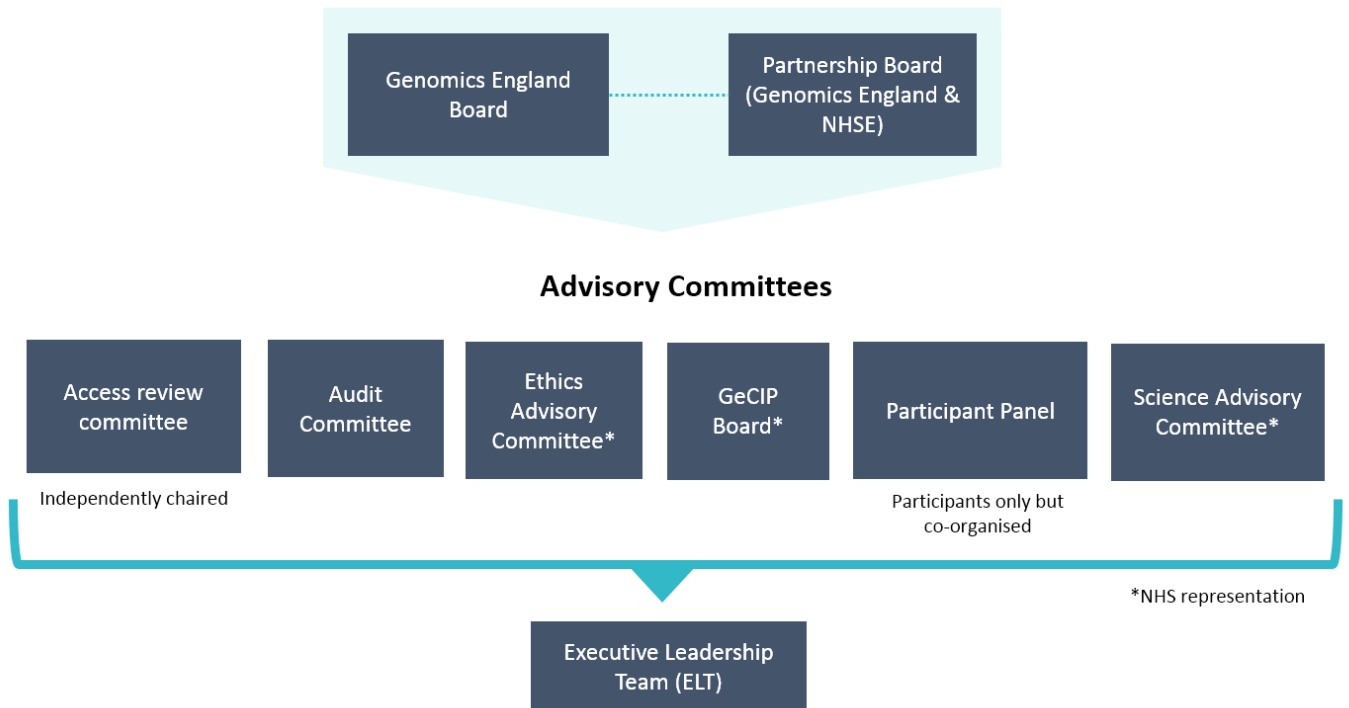 Genomics England
Board
Partnership Board
(Genomics England &
NHSE)
Advisory Committees
Access review
committee
Audit
Committee
Ethics
Advisory
Committee*
GeCIP
Board*
Participant Panel
Science Advisory
Committee*
Independently chaired
Participants only but
co-organised
*NHS representation
Executive Leadership
Team (ELT)